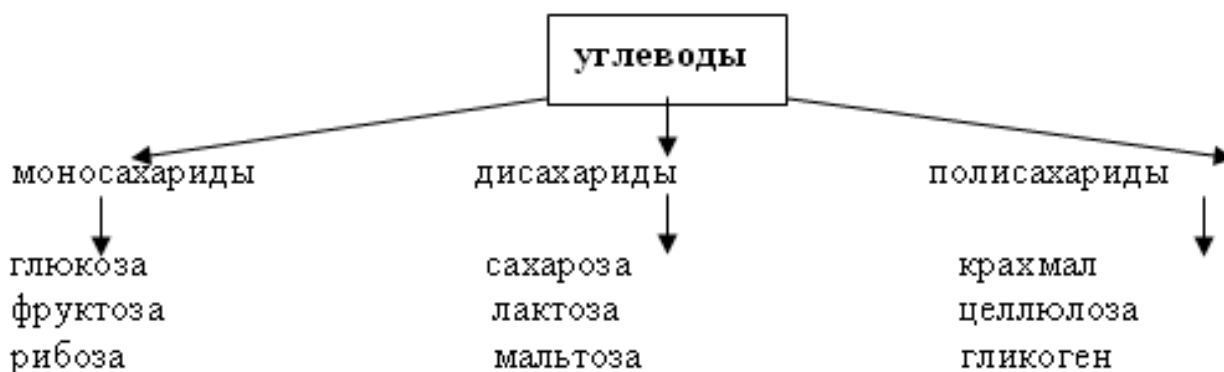 углеводы
моносахариды дисахариды полисахариды
глюкоза сахароза крахмал
фруктоза лактоза целлюлоза
рибоза мальтоза гликоген